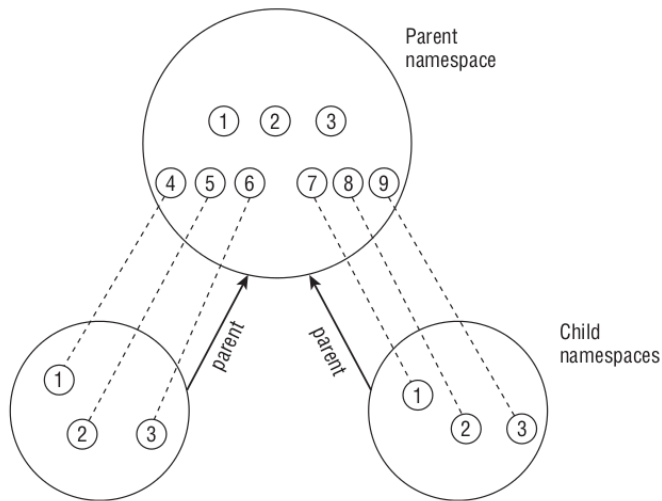 Parent
namespace
1 2 3
4 5 6 7 8 9
parent
parent
Child
namespaces
1
2 3
1
2 3